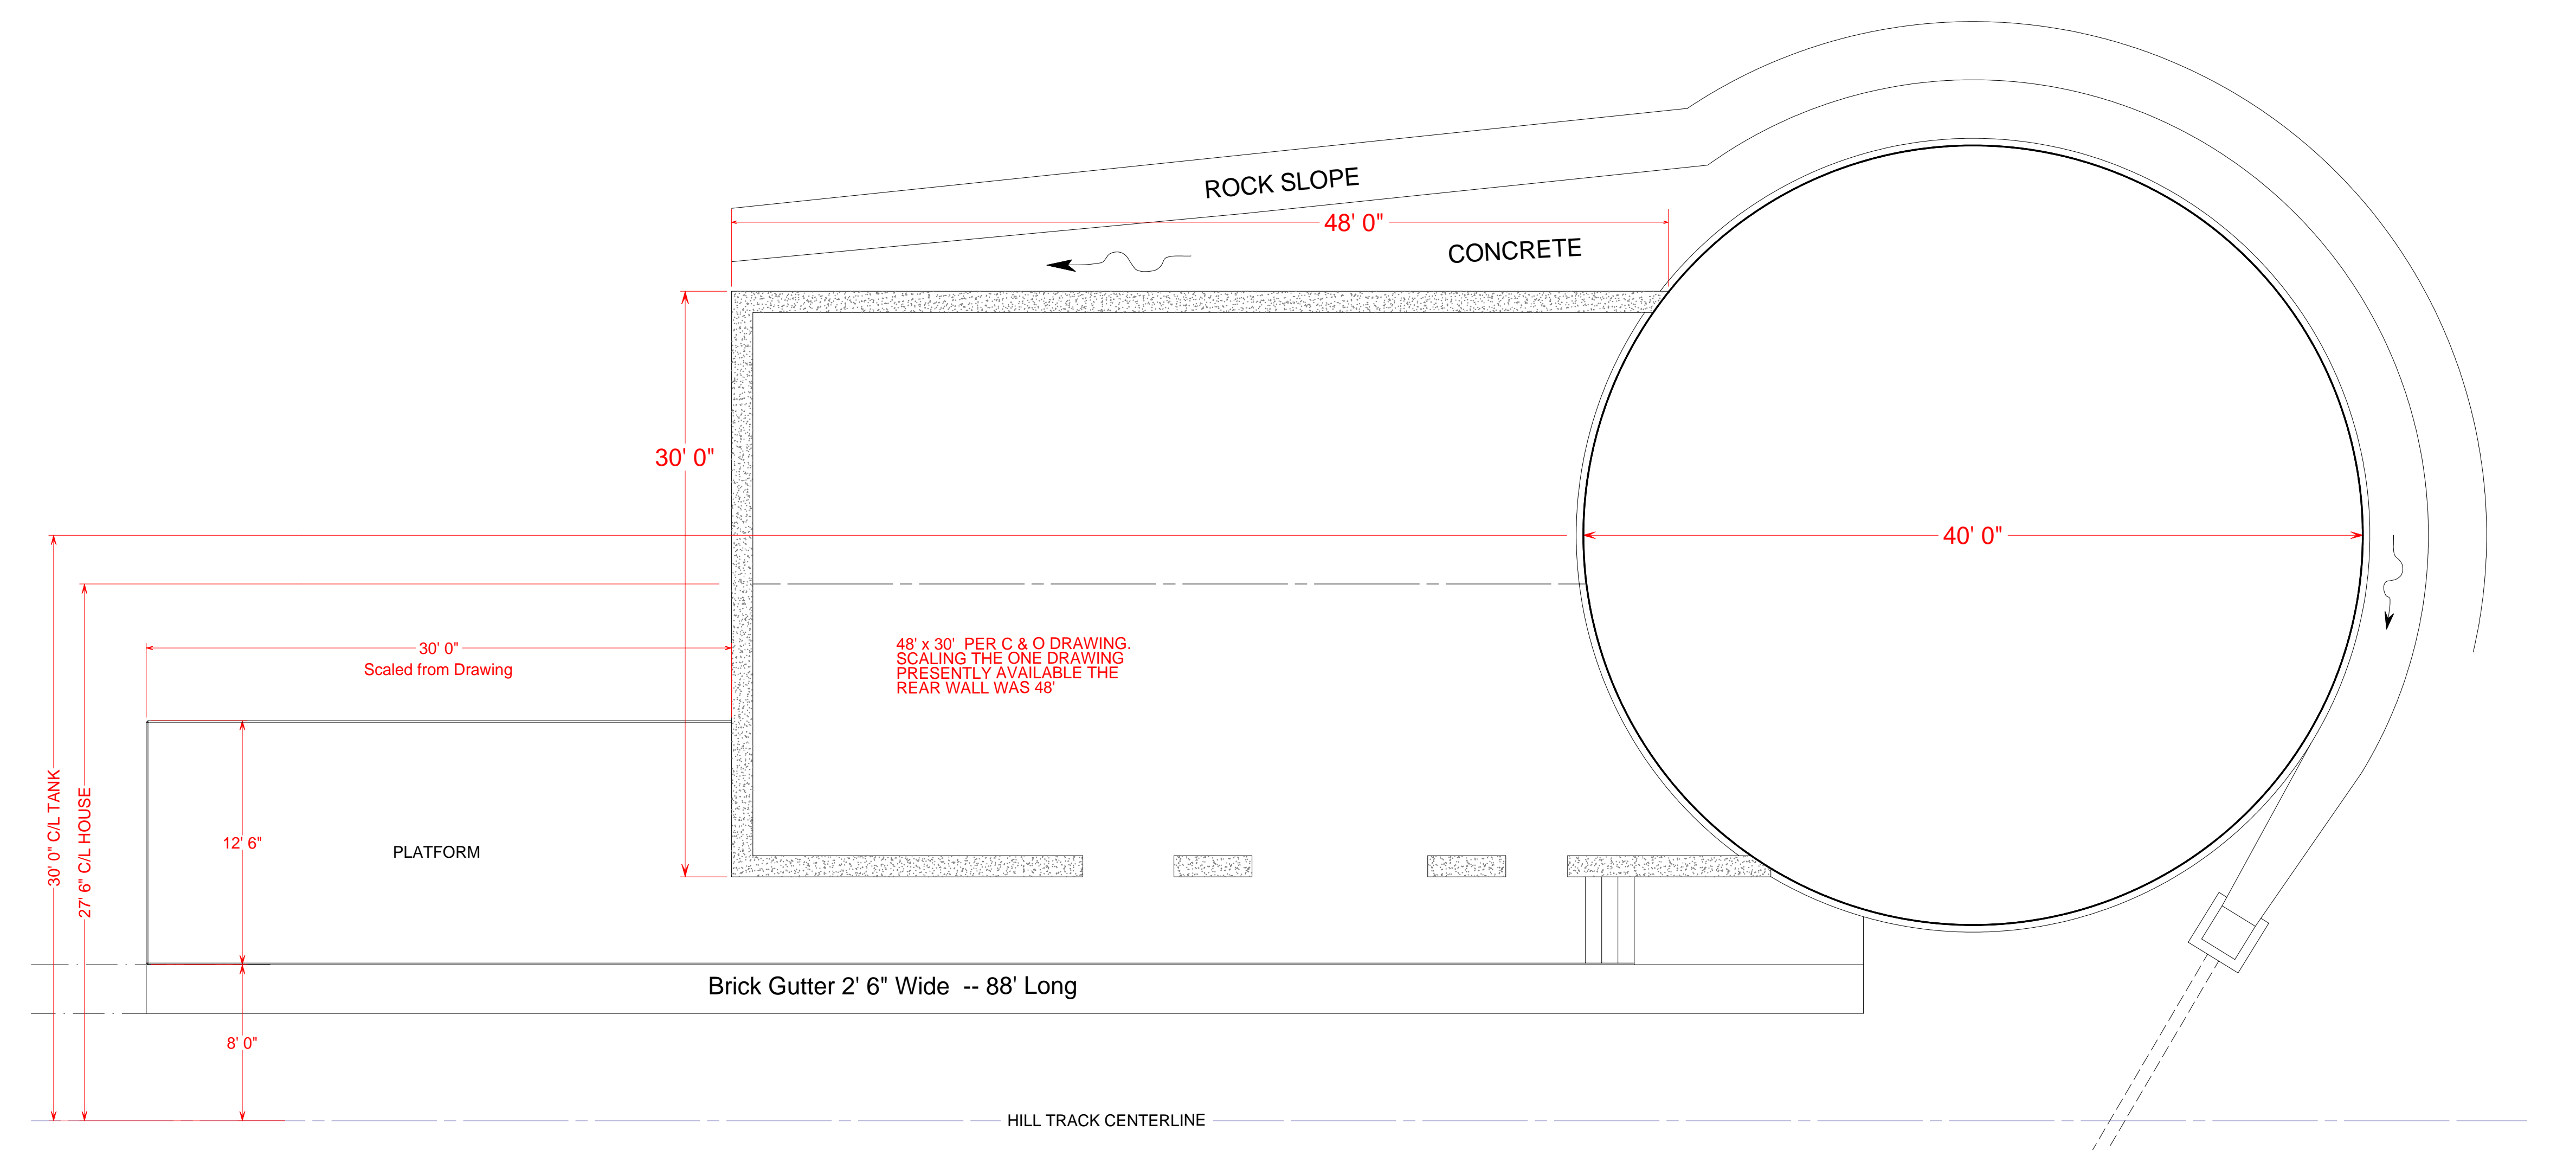 ROCK SLOPE
48' 0"
CONCRETE
30' 0"
40' 0"
30' 0"
Scaled from Drawing
48' x 30'  PER C & O DRAWING.
SCALING THE ONE DRAWING
PRESENTLY AVAILABLE THE
REAR WALL WAS 48'
30' 0" C/L TANK
27' 6" C/L HOUSE
12' 6"
PLATFORM
Brick Gutter 2' 6" Wide  -- 88' Long
8' 0"
HILL TRACK CENTERLINE